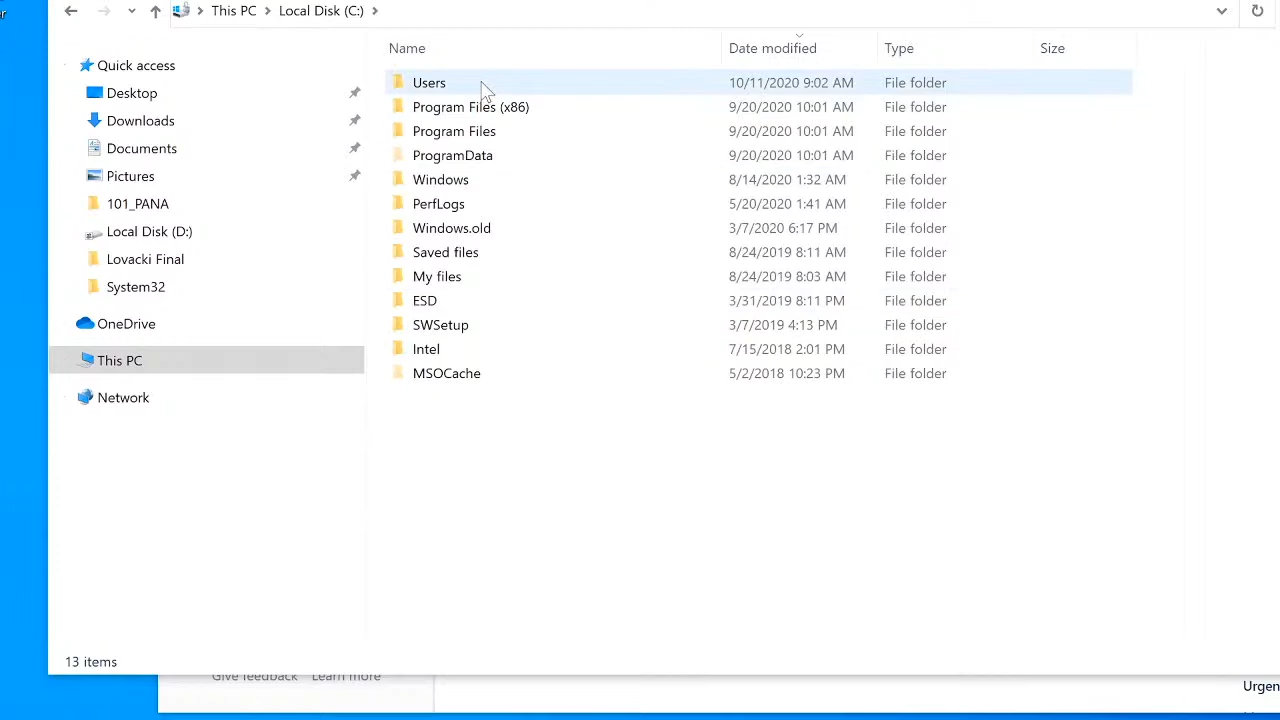 This PC
Local Disk (C:)
Name
Date modified
Type
Size
Quick access
Desktop
Downloads
Documents
Pictures
101_PANA
Local Disk (D:)
Lovacki Final
System32
OneDrive
This PC
Network
Users 10/11/2020 9:02 AM File folder
Program Files (x86) 9/20/2020 10:01 AM File folder
Program Files 9/20/2020 10:01 AM File folder
ProgramData 9/20/2020 10:01 AM File folder
Windows 8/14/2020 1:32 AM File folder
PerfLogs 5/20/2020 1:41 AM File folder
Windows.old 3/7/2020 6:17 PM File folder
Saved files 8/24/2019 8:11 AM File folder
My files 8/24/2019 8:03 AM File folder
ESD 3/31/2019 8:11 PM File folder
SWSetup 3/7/2019 4:13 PM File folder
Intel 7/15/2018 2:01 PM File folder
MSOCache 5/2/2018 10:23 PM File folder
13 items
Give feedback Learn more
Urgen